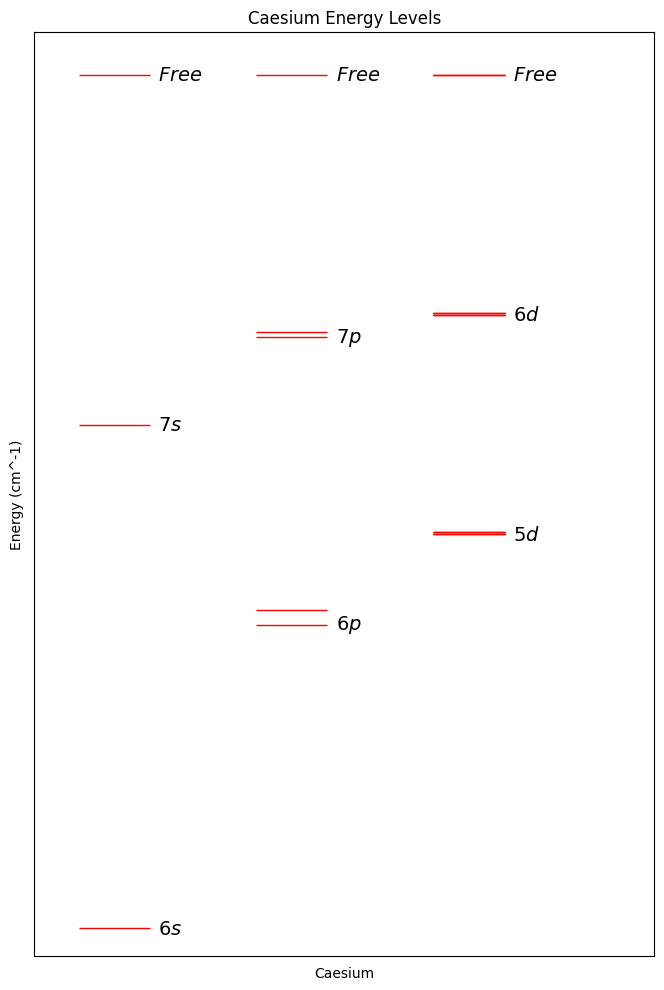 Caesium Energy Levels
Free
Free
Free
6d
7p
7s
Energy (cm^-1)
5d
6p
6s
Caesium